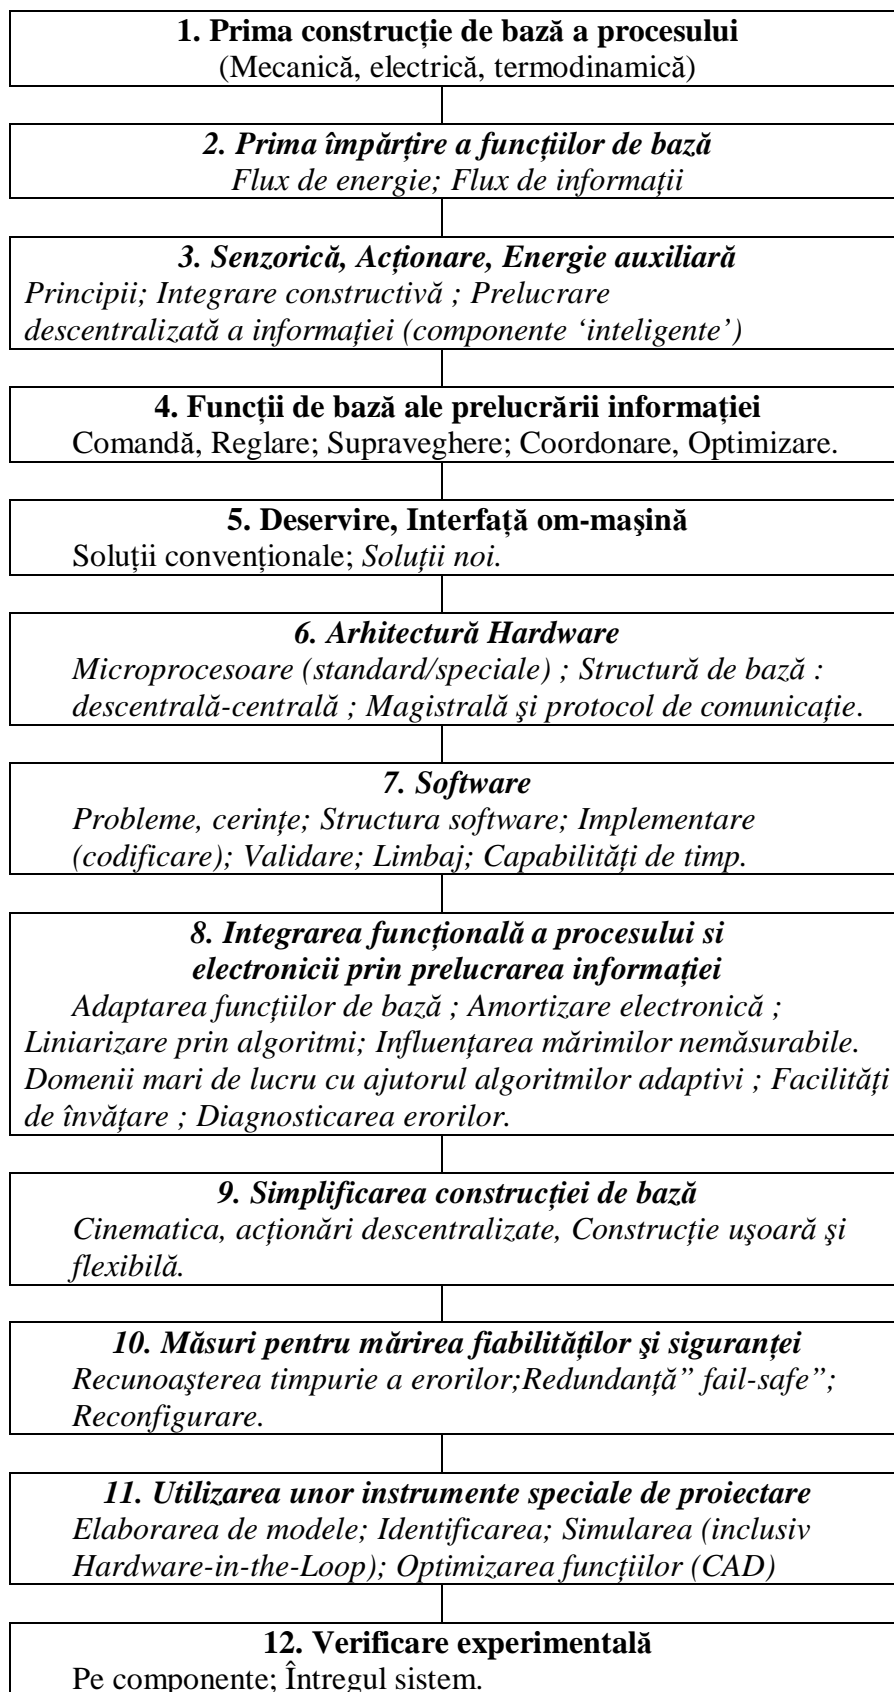 1. Prima construcție de bază a procesului
(Mecanică, electrică, termodinamică)
2. Prima împărțire a funcțiilor de bază
Flux de energie; Flux de informații
3. Senzorică, Acționare, Energie auxiliară
Principii; Integrare constructivă ; Prelucrare
descentralizată a informației (componente ‘inteligente’)
4. Funcții de bază ale prelucrării informației
Comandă, Reglare; Supraveghere; Coordonare, Optimizare.
5. Deservire, Interfață om-maşină
Soluții convenționale; Soluții noi.
6. Arhitectură Hardware
Microprocesoare (standard/speciale) ; Structură de bază :
descentrală-centrală ; Magistrală şi protocol de comunicație.
7. Software
Probleme, cerințe; Structura software; Implementare
(codificare); Validare; Limbaj; Capabilități de timp.
8. Integrarea funcțională a procesului si
electronicii prin prelucrarea informației
Adaptarea funcțiilor de bază ; Amortizare electronică ;
Liniarizare prin algoritmi; Influențarea mărimilor nemăsurabile.
Domenii mari de lucru cu ajutorul algoritmilor adaptivi ; Facilități
de învățare ; Diagnosticarea erorilor.
9. Simplificarea construcției de bază
Cinematica, acționări descentralizate, Construcție uşoară şi
flexibilă.
10. Măsuri pentru mărirea fiabilităților şi siguranței
Recunoaşterea timpurie a erorilor;Redundanță” fail-safe”;
Reconfigurare.
11. Utilizarea unor instrumente speciale de proiectare
Elaborarea de modele; Identificarea; Simularea (inclusiv
Hardware-in-the-Loop); Optimizarea funcțiilor (CAD)
12. Verificare experimentală
Pe componente; Întregul sistem.